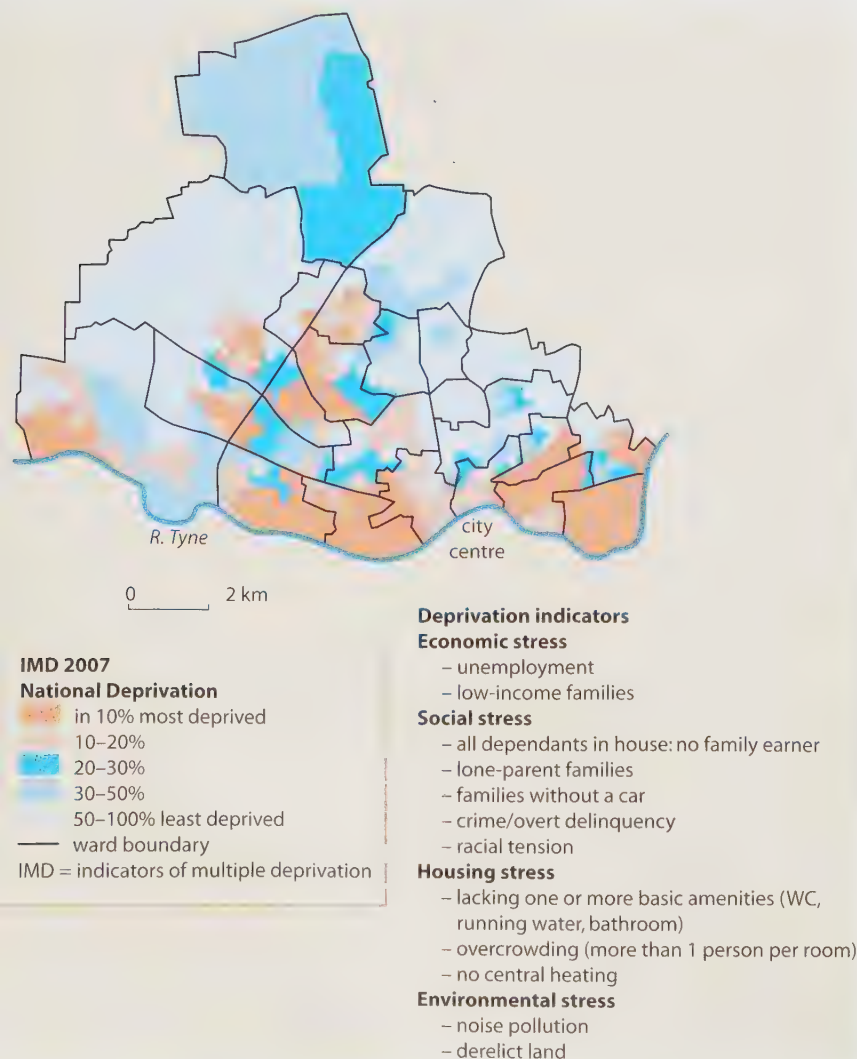 R. Tyne
city
centre
0 2 km
IMD 2007
National Deprivation
in 10% most deprived
10–20%
20–30%
30–50%
50–100% least deprived
ward boundary
IMD = indicators of multiple deprivation
Deprivation indicators
Economic stress
– unemployment
– low-income families
Social stress
– all dependants in house: no family earner
– lone-parent families
– families without a car
– crime/overt delinquency
– racial tension
Housing stress
– lacking one or more basic amenities (WC,
running water, bathroom)
– overcrowding (more than 1 person per room)
– no central heating
Environmental stress
– noise pollution
– derelict land